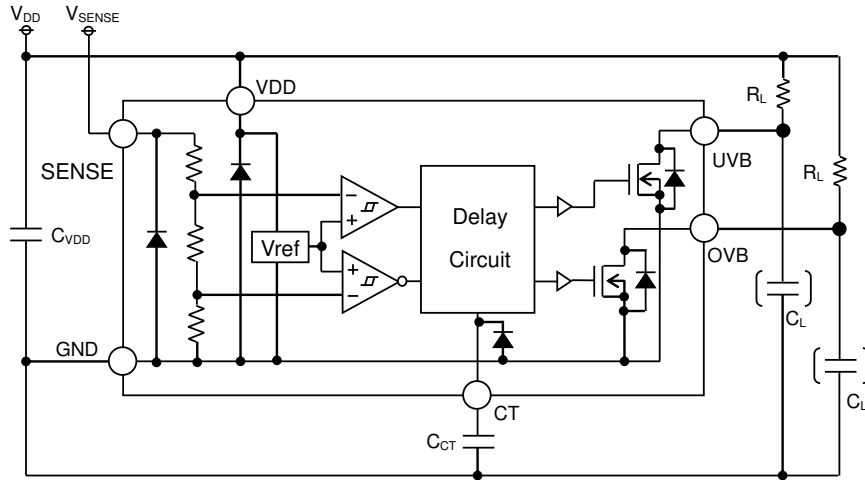 VDD VSENSE
VDD
RL
UVB
SENSE
RL
−
+
Delay
Circuit
CVDD
Vref
OVB
+
−
CL
GND
CL
CT
CCT